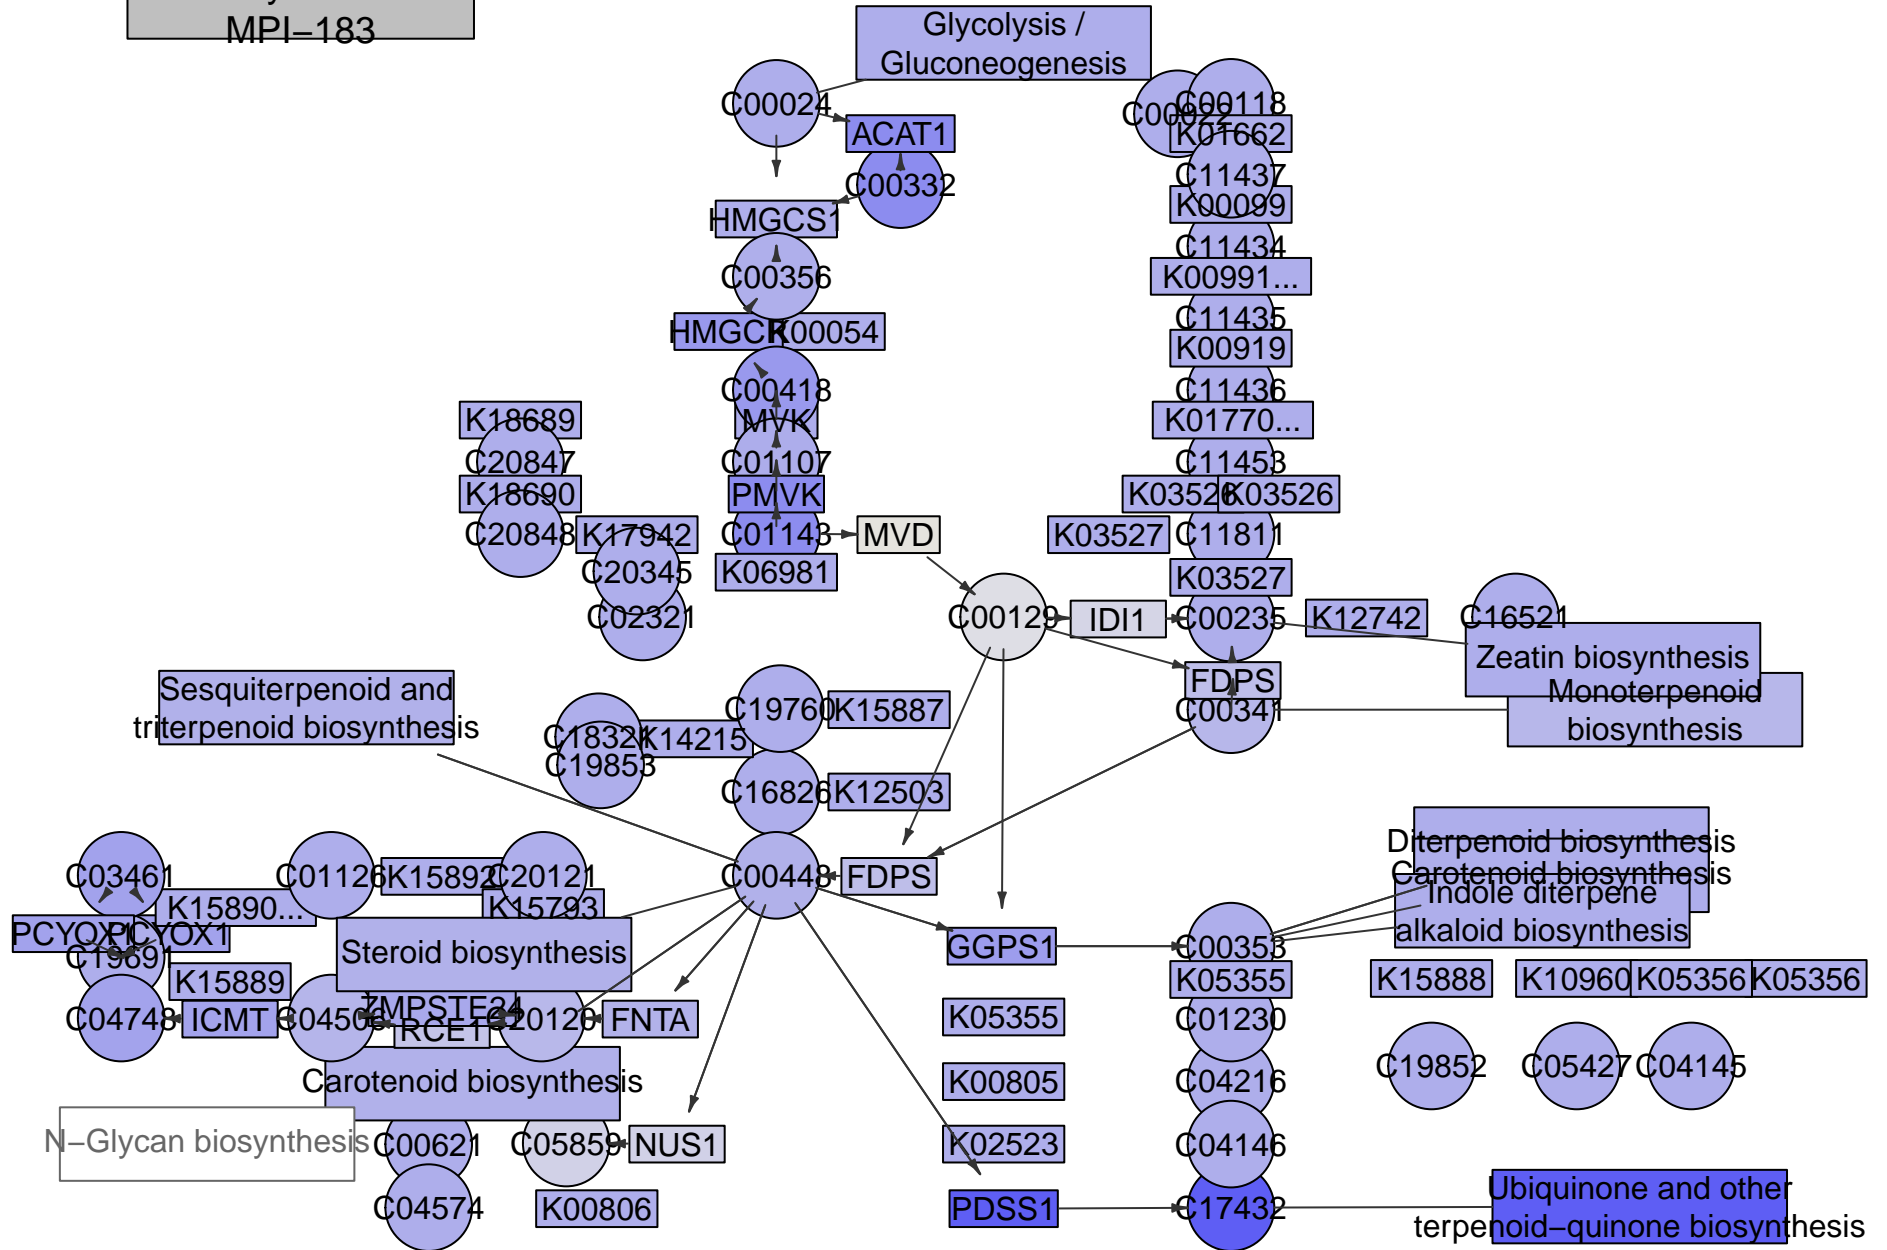 MPI−183
Glycolysis /
Gluconeogenesis
C00024
C00118
C00022
ACAT1
K01662
C00332
C11437
HMGCS1
K00099
C11434
C00356
K00991...
C11435
HMGCR
K00054
K00919
C00418
C11436
K18689
MVK
K01770...
C20847
C01107
C11453
K18690
PMVK
K03526
K03526
C20848
K17942
C01143
MVD
K03527
C11811
C20345
K06981
K03527
C02321
C00129
IDI1
C00235
K12742
C16521
Zeatin biosynthesis
Sesquiterpenoid and
triterpenoid biosynthesis
FDPS
Monoterpenoid
biosynthesis
C19760
K15887
C00341
C18321
K14215
C19853
C16826
K12503
Diterpenoid biosynthesis
C03461
C01126
K15892
C20121
C00448
FDPS
Carotenoid biosynthesis
Indole diterpene
alkaloid biosynthesis
K15890...
K15793
PCYOX1
PCYOX1
C19691
Steroid biosynthesis
GGPS1
C00353
K15889
K05355
K15888
K10960
K05356
K05356
C04748
ICMT
C04506
ZMPSTE24
RCE1
C20120
FNTA
K05355
C01230
Carotenoid biosynthesis
K00805
C04216
C19852
C05427
C04145
N−Glycan biosynthesis
C00621
C05859
NUS1
K02523
C04146
C04574
K00806
PDSS1
C17432
Ubiquinone and other
terpenoid−quinone biosynthesis